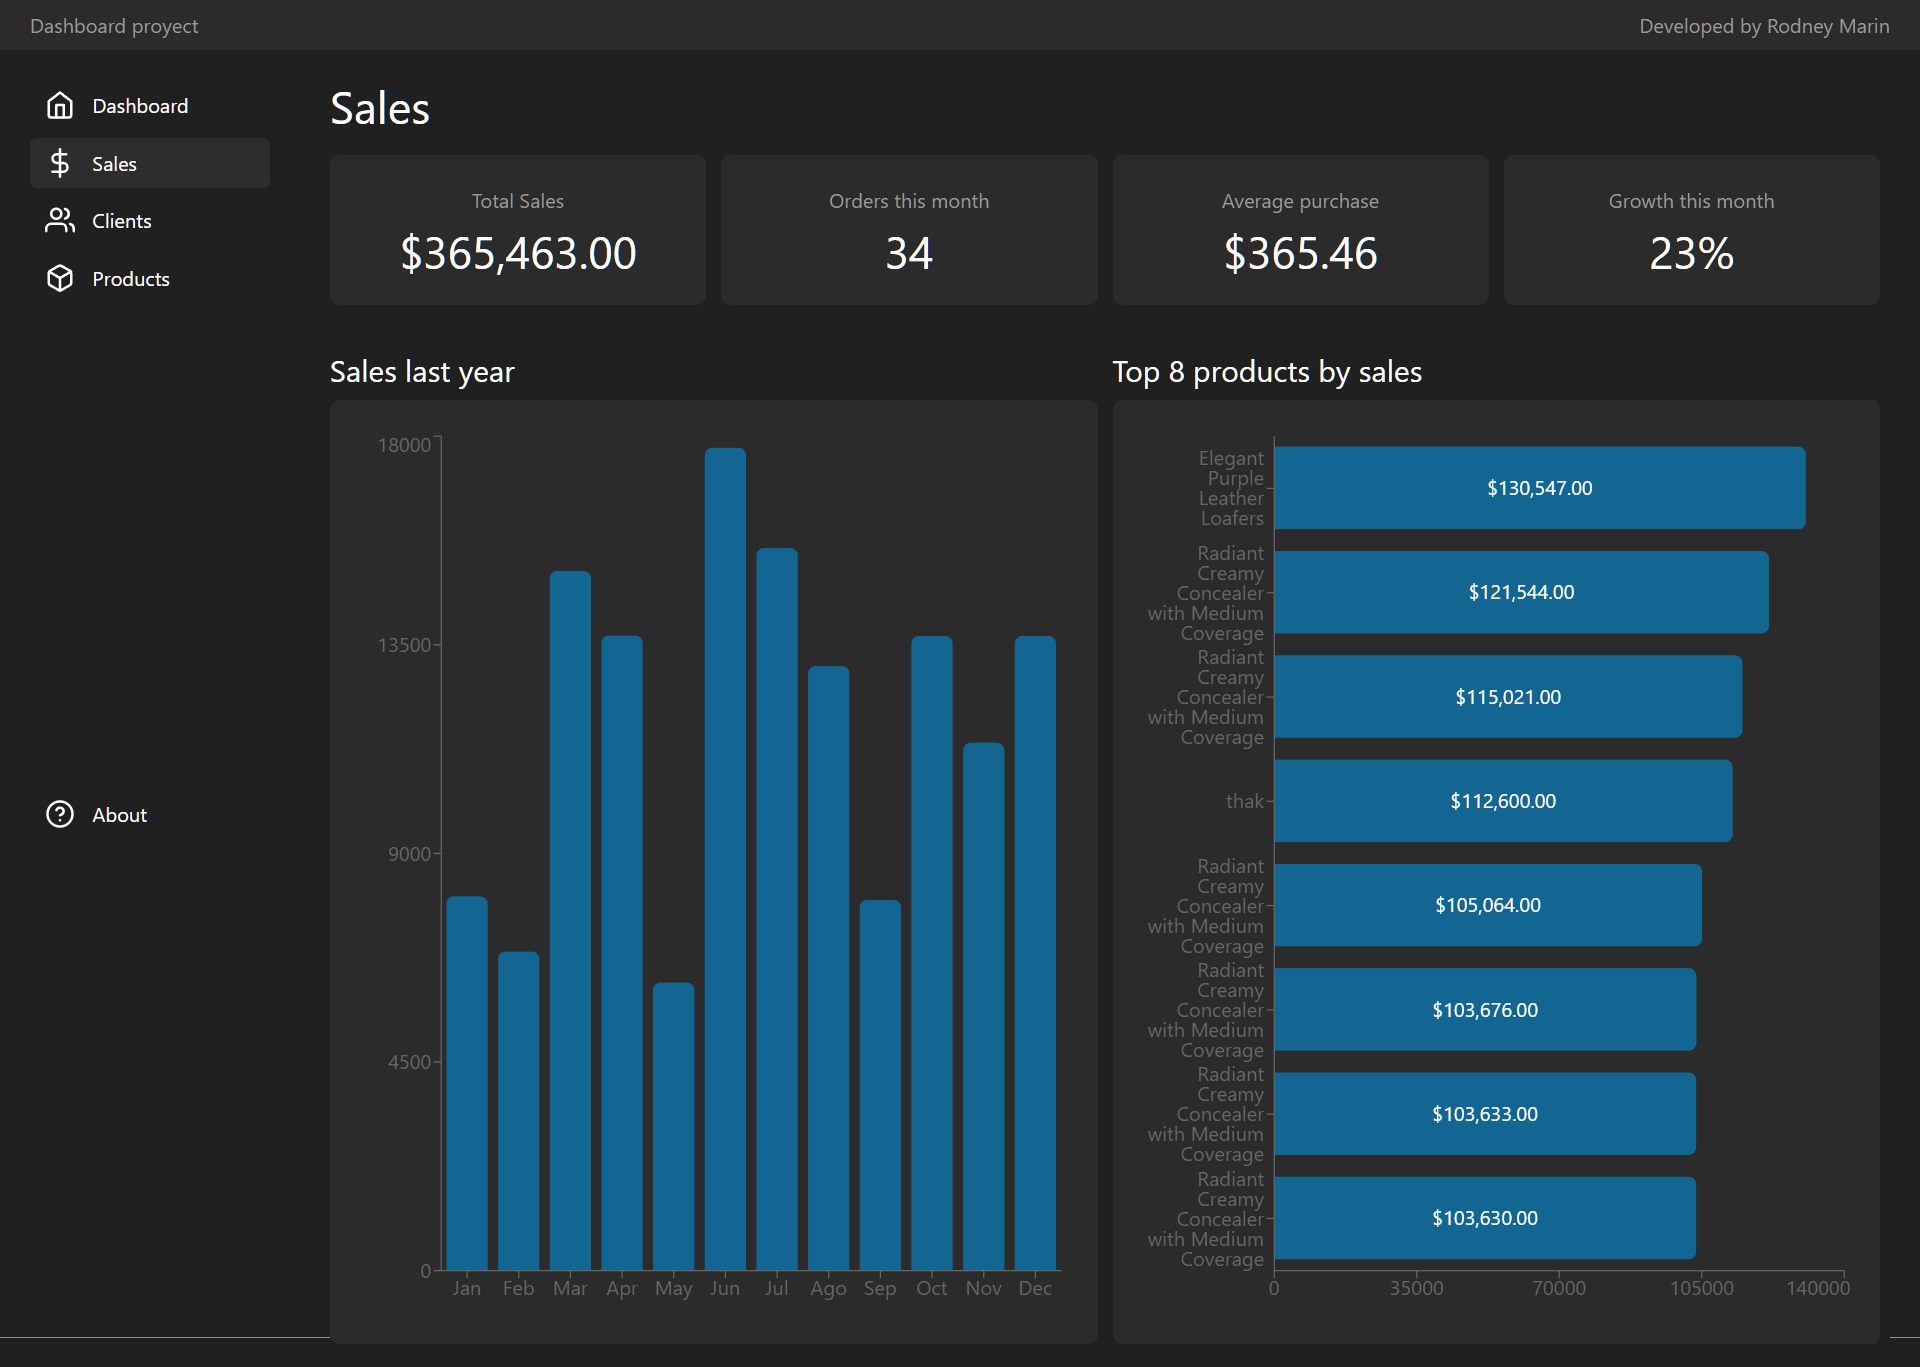 Dashboard proyect
Developed by Rodney Marin
Dashboard
Sales
Clients
Products
About
Sales
Total Sales
$365,463.00
Orders this month
34
Average purchase
$365.46
Growth this month
23%
Sales last year
18000
13500
9000
4500
0
Jan Feb Mar Apr May Jun Jul Ago Sep Oct Nov Dec
Top 8 products by sales
Elegant
Purple
Leather
Loafers
$130,547.00
Radiant
Creamy
Concealer
with Medium
Coverage
$121,544.00
Radiant
Creamy
Concealer
with Medium
Coverage
$115,021.00
thak
$112,600.00
Radiant
Creamy
Concealer
with Medium
Coverage
$105,064.00
Radiant
Creamy
Concealer
with Medium
Coverage
$103,676.00
Radiant
Creamy
Concealer
with Medium
Coverage
$103,633.00
Radiant
Creamy
Concealer
with Medium
Coverage
$103,630.00
0 35000 70000 105000 140000